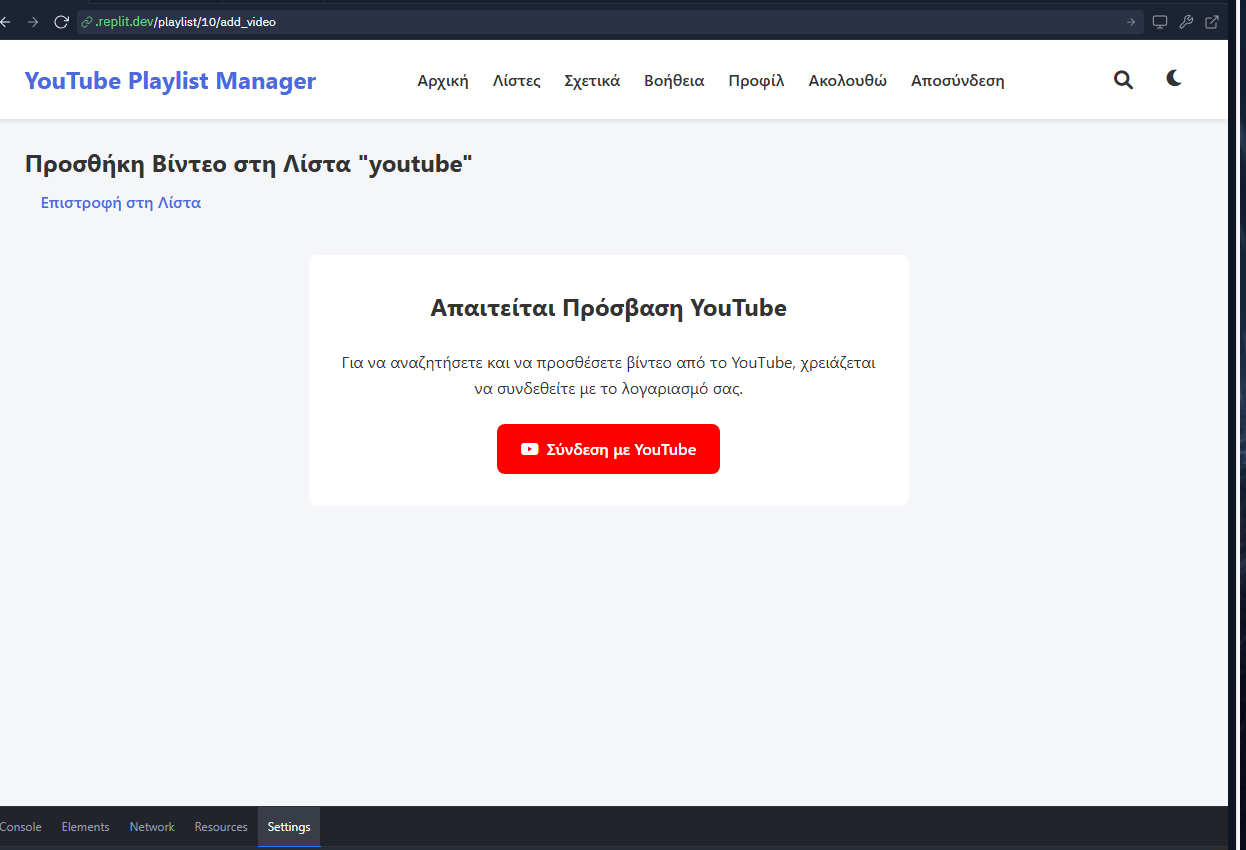 .replit.dev/playlist/10/add_video
YouTube Playlist Manager Αρχική Λίστες Σχετικά Βοήθεια Προφίλ Ακολουθώ Αποσύνδεση
Προσθήκη Βίντεο στη Λίστα "youtube"
Επιστροφή στη Λίστα
Απαιτείται Πρόσβαση YouTube
Για να αναζητήσετε και να προσθέσετε βίντεο από το YouTube, χρειάζεται
να συνδεθείτε με το λογαριασμό σας.
Σύνδεση με YouTube
Console Elements Network Resources Settings